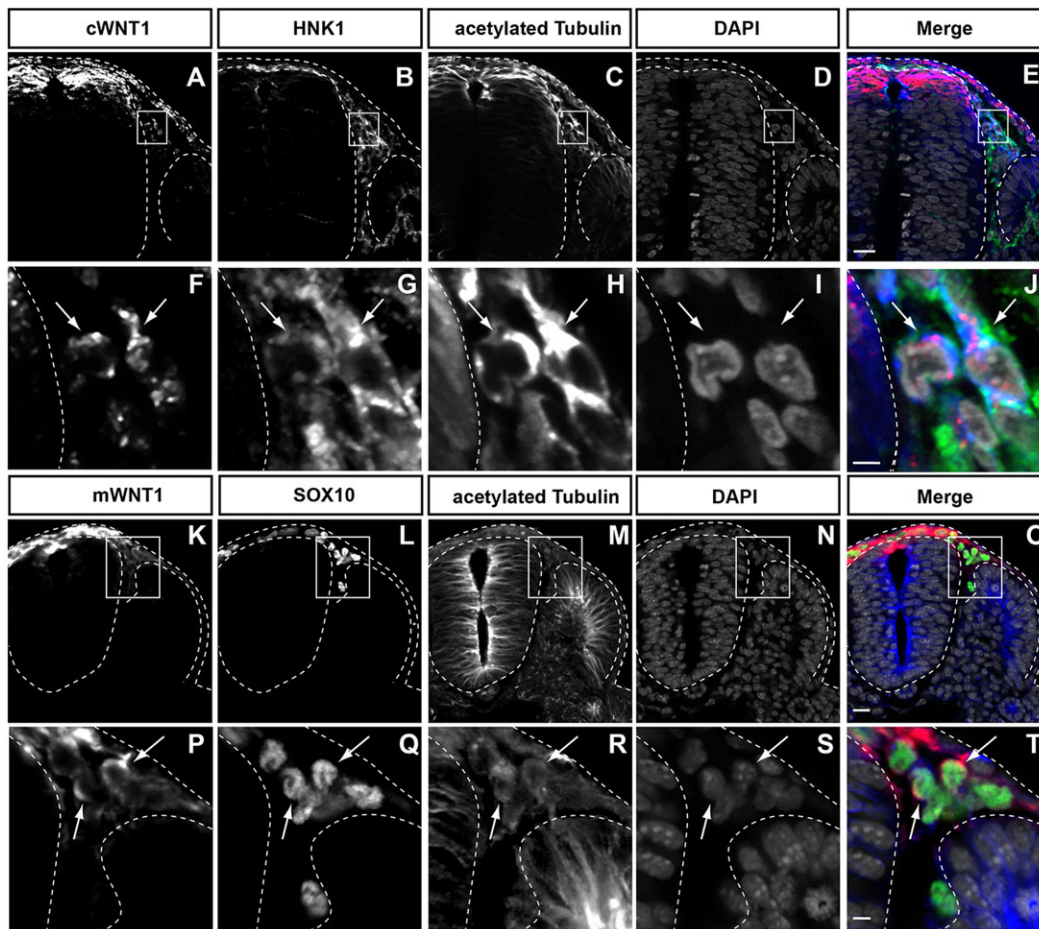 cWNT1 HNK1 acetylated Tubulin DAPI Merge
A B C D E
F G H I J
mWNT1 SOX10 acetylated Tubulin DAPI Merge
K L M N O
P Q R S T